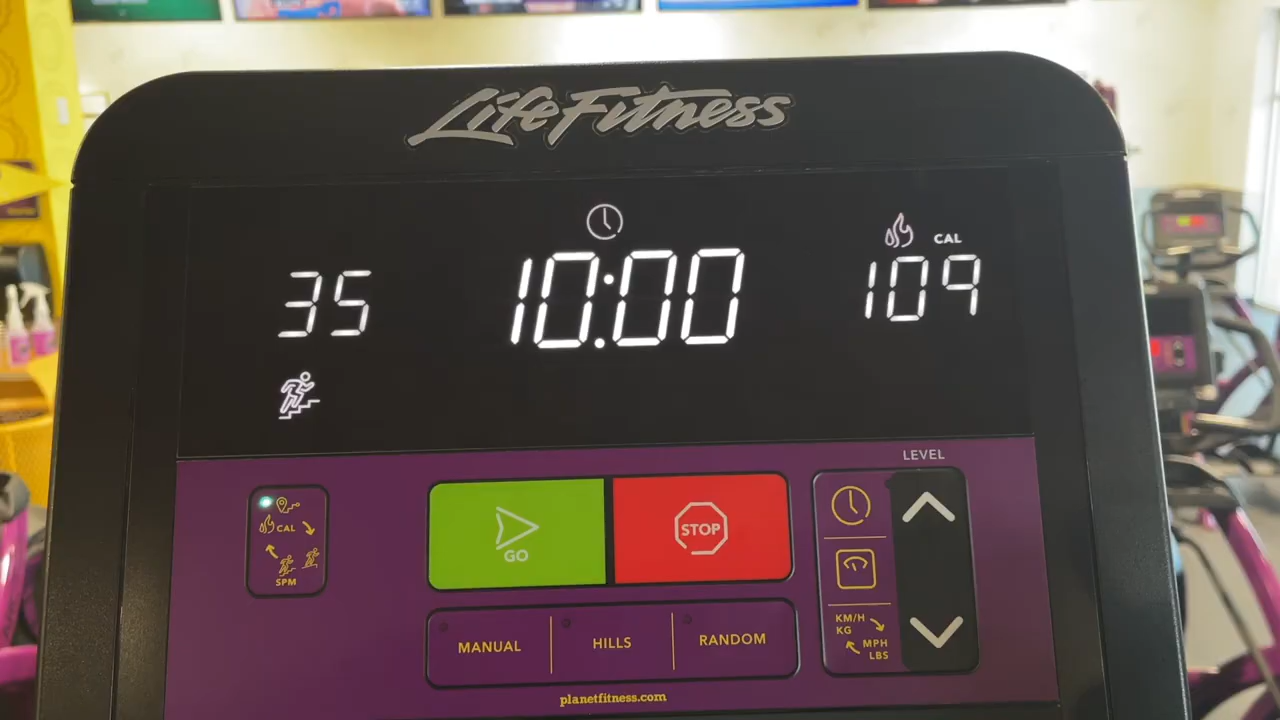 LifeFitness
CAL
35
10:00
109
LEVEL
CAL
SPM
GO
STOP
KM/H
KG
MPH
LBS
MANUAL
HILLS
RANDOM
planetfitness.com